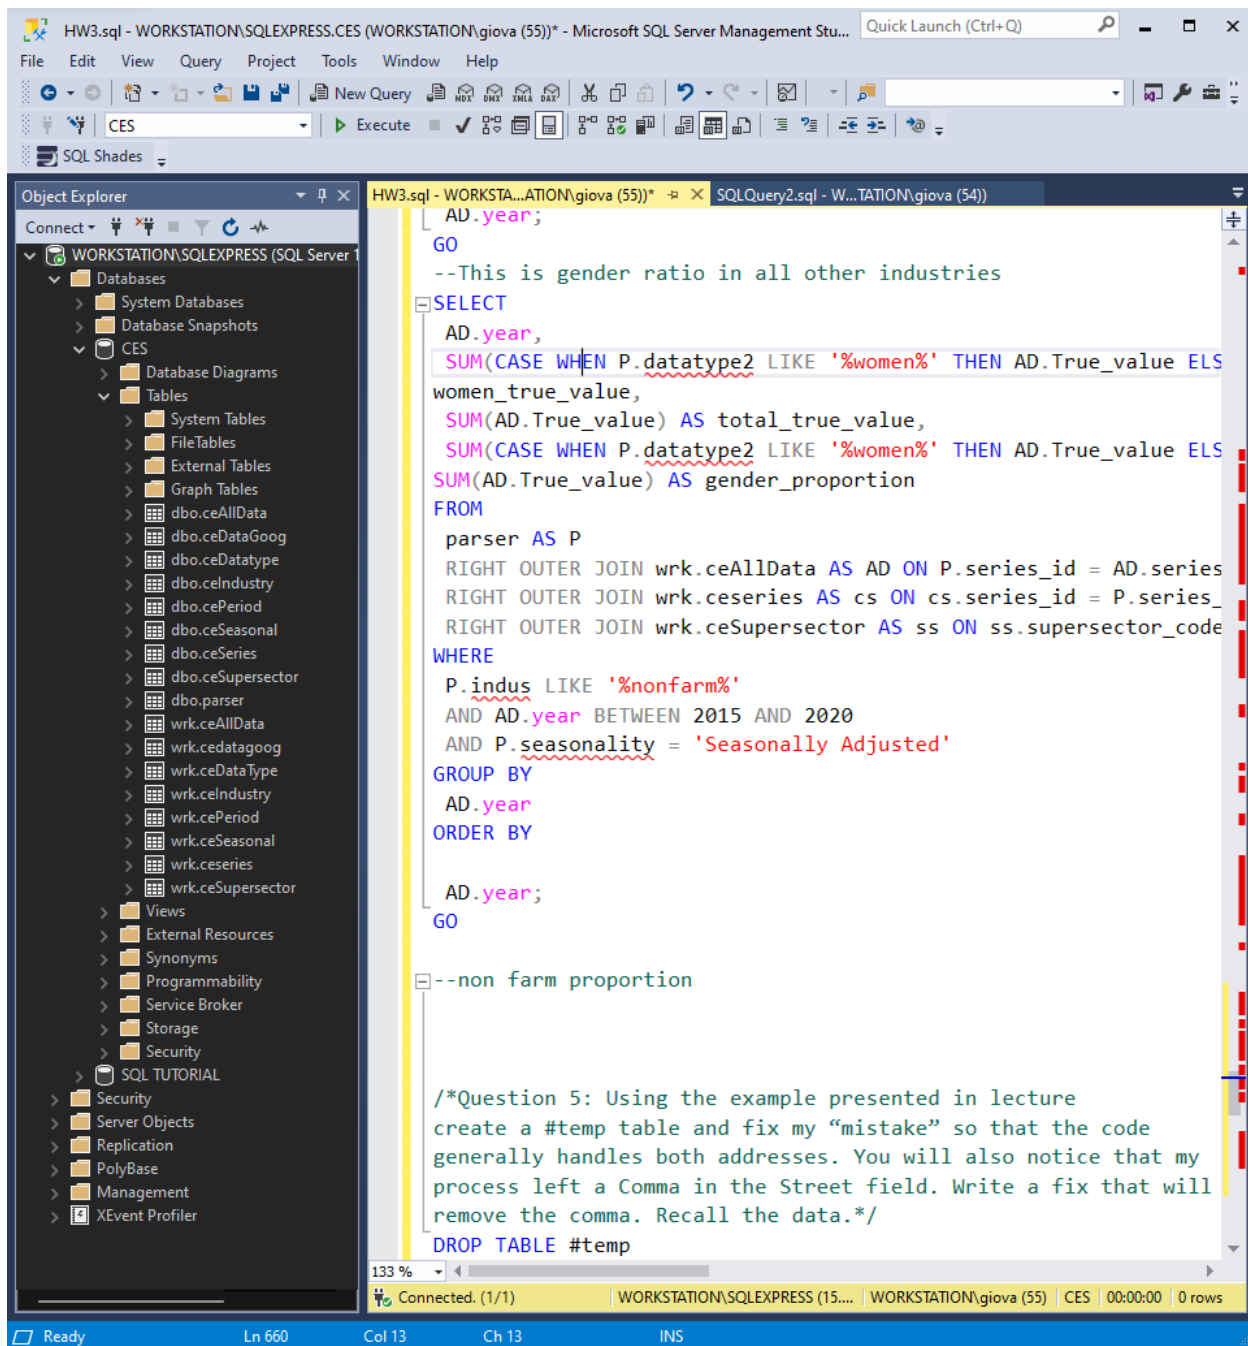 HW3.sql - WORKSTATION\SQLEXPRESS.CES (WORKSTATION\giova (55))* - Microsoft SQL Server Management Stu...
Quick Launch (Ctrl+Q)
File Edit View Query Project Tools Window Help
New Query MDX DMX XMLA DAX
CES Execute
SQL Shades
Object Explorer
Connect
WORKSTATION\SQLEXPRESS (SQL Server 1
Databases
System Databases
Database Snapshots
CES
Database Diagrams
Tables
System Tables
FileTables
External Tables
Graph Tables
dbo.ceAllData
dbo.ceDataGoog
dbo.ceDatatype
dbo.ceIndustry
dbo.cePeriod
dbo.ceSeasonal
dbo.ceSeries
dbo.ceSupersector
dbo.parser
wrk.ceAllData
wrk.cedatagoog
wrk.ceDataType
wrk.ceIndustry
wrk.cePeriod
wrk.ceSeasonal
wrk.ceseries
wrk.ceSupersector
Views
External Resources
Synonyms
Programmability
Service Broker
Storage
Security
SQL TUTORIAL
Security
Server Objects
Replication
PolyBase
Management
XEvent Profiler
HW3.sql - WORKSTA...ATION\giova (55))* SQLQuery2.sql - W...TATION\giova (54))
AD.year;
GO
--This is gender ratio in all other industries
SELECT
AD.year,
SUM(CASE WHEN P.datatype2 LIKE '%women%' THEN AD.True_value ELS
women_true_value,
SUM(AD.True_value) AS total_true_value,
SUM(CASE WHEN P.datatype2 LIKE '%women%' THEN AD.True_value ELS
SUM(AD.True_value) AS gender_proportion
FROM
parser AS P
RIGHT OUTER JOIN wrk.ceAllData AS AD ON P.series_id = AD.series
RIGHT OUTER JOIN wrk.ceseries AS cs ON cs.series_id = P.series_
RIGHT OUTER JOIN wrk.ceSupersector AS ss ON ss.supersector_code
WHERE
P.indus LIKE '%nonfarm%'
AND AD.year BETWEEN 2015 AND 2020
AND P.seasonality = 'Seasonally Adjusted'
GROUP BY
AD.year
ORDER BY
AD.year;
GO
--non farm proportion
/*Question 5: Using the example presented in lecture
create a #temp table and fix my “mistake” so that the code
generally handles both addresses. You will also notice that my
process left a Comma in the Street field. Write a fix that will
remove the comma. Recall the data.*/
DROP TABLE #temp
133 %
Connected. (1/1) WORKSTATION\SQLEXPRESS (15.... WORKSTATION\giova (55) CES 00:00:00 0 rows
Ready Ln 660 Col 13 Ch 13 INS